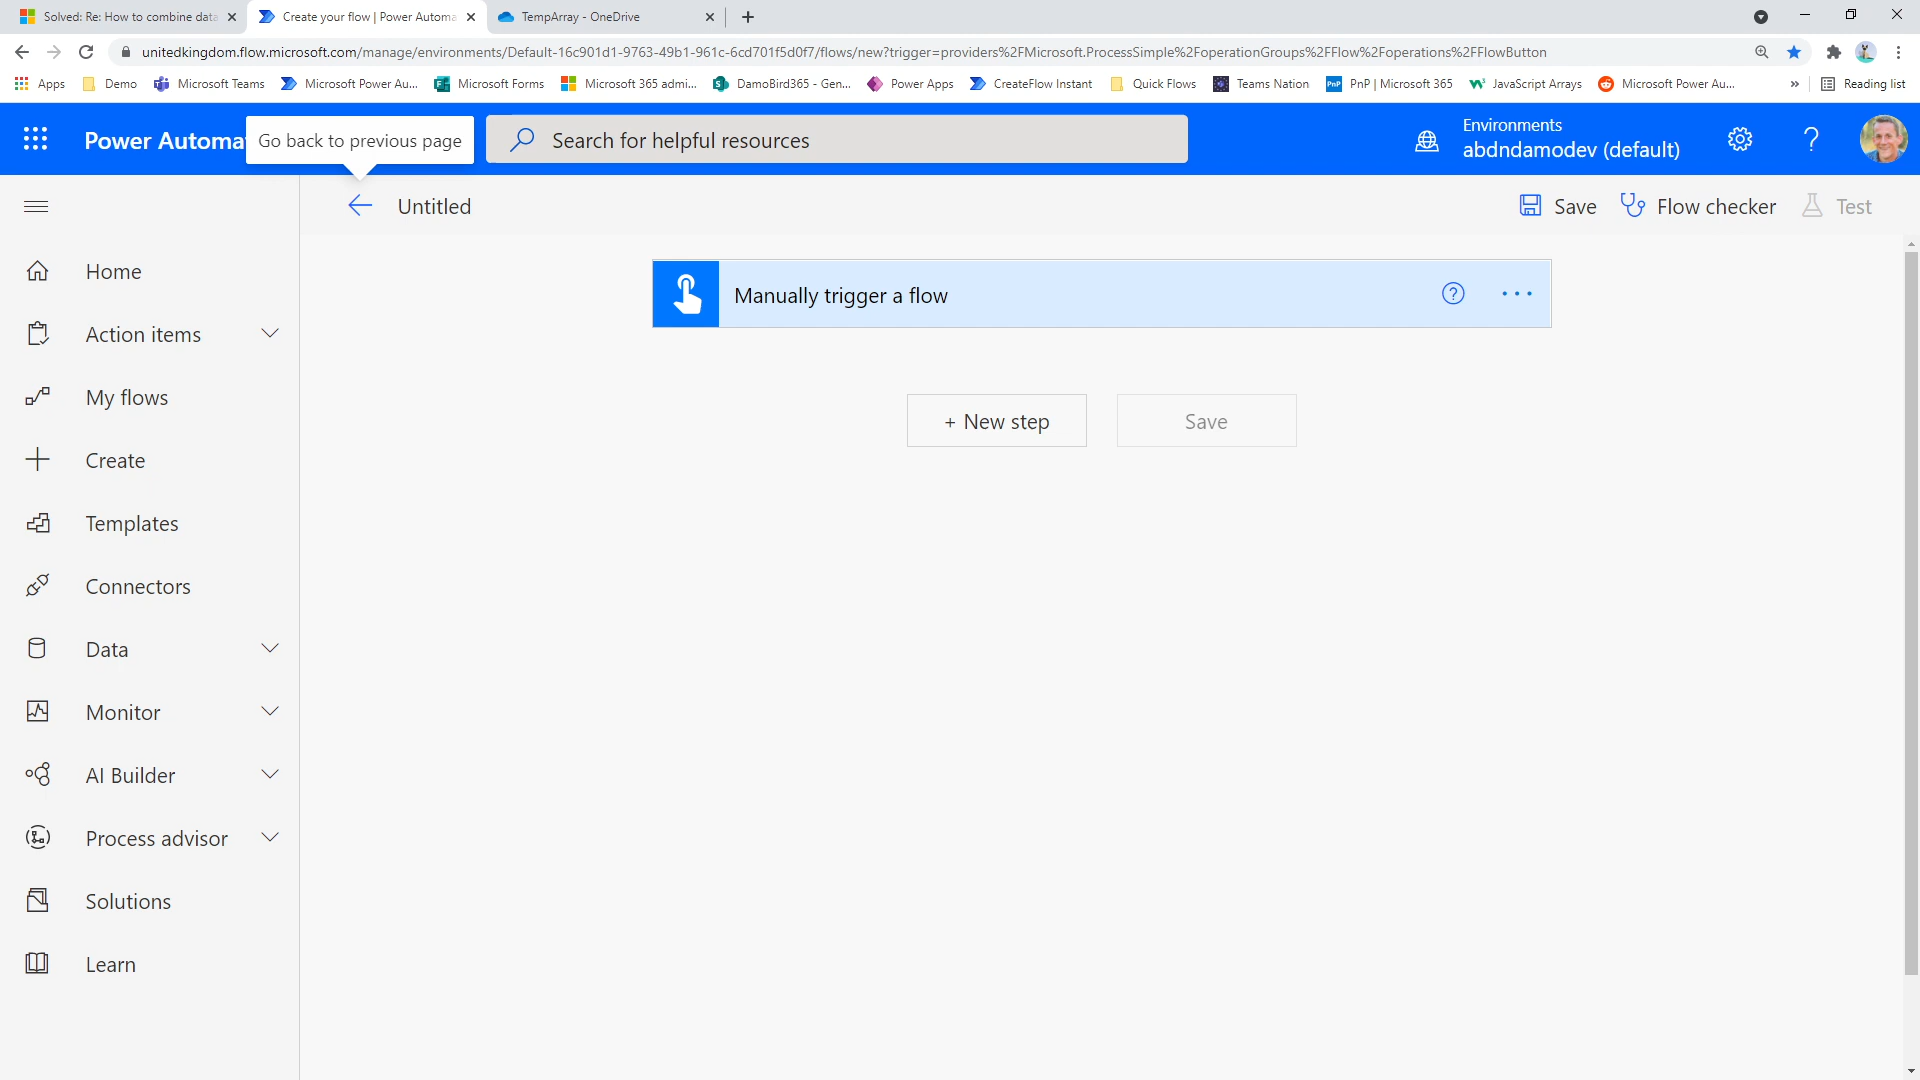 Solved: Re: How to combine data
Create your flow | Power Automa
TempArray - OneDrive
unitedkingdom.flow.microsoft.com/manage/environments/Default-16c901d1-9763-49b1-961c-6cd701f5d0f7/flows/new?trigger=providers%2FMicrosoft.ProcessSimple%2FoperationGroups%2FFlow%2Foperations%2FFlowButton
Apps
Demo
Microsoft Teams
Microsoft Power Au...
Microsoft Forms
Microsoft 365 admi...
DamoBird365 - Gen...
Power Apps
CreateFlow Instant
Quick Flows
Teams Nation
PnP | Microsoft 365
JavaScript Arrays
Microsoft Power Au...
»
Reading list
Power Automa
Go back to previous page
Search for helpful resources
Environments
abdndamodev (default)
Untitled
Save
Flow checker
Test
Home
Action items
My flows
Create
Templates
Connectors
Data
Monitor
AI Builder
Process advisor
Solutions
Learn
Manually trigger a flow
+ New step
Save